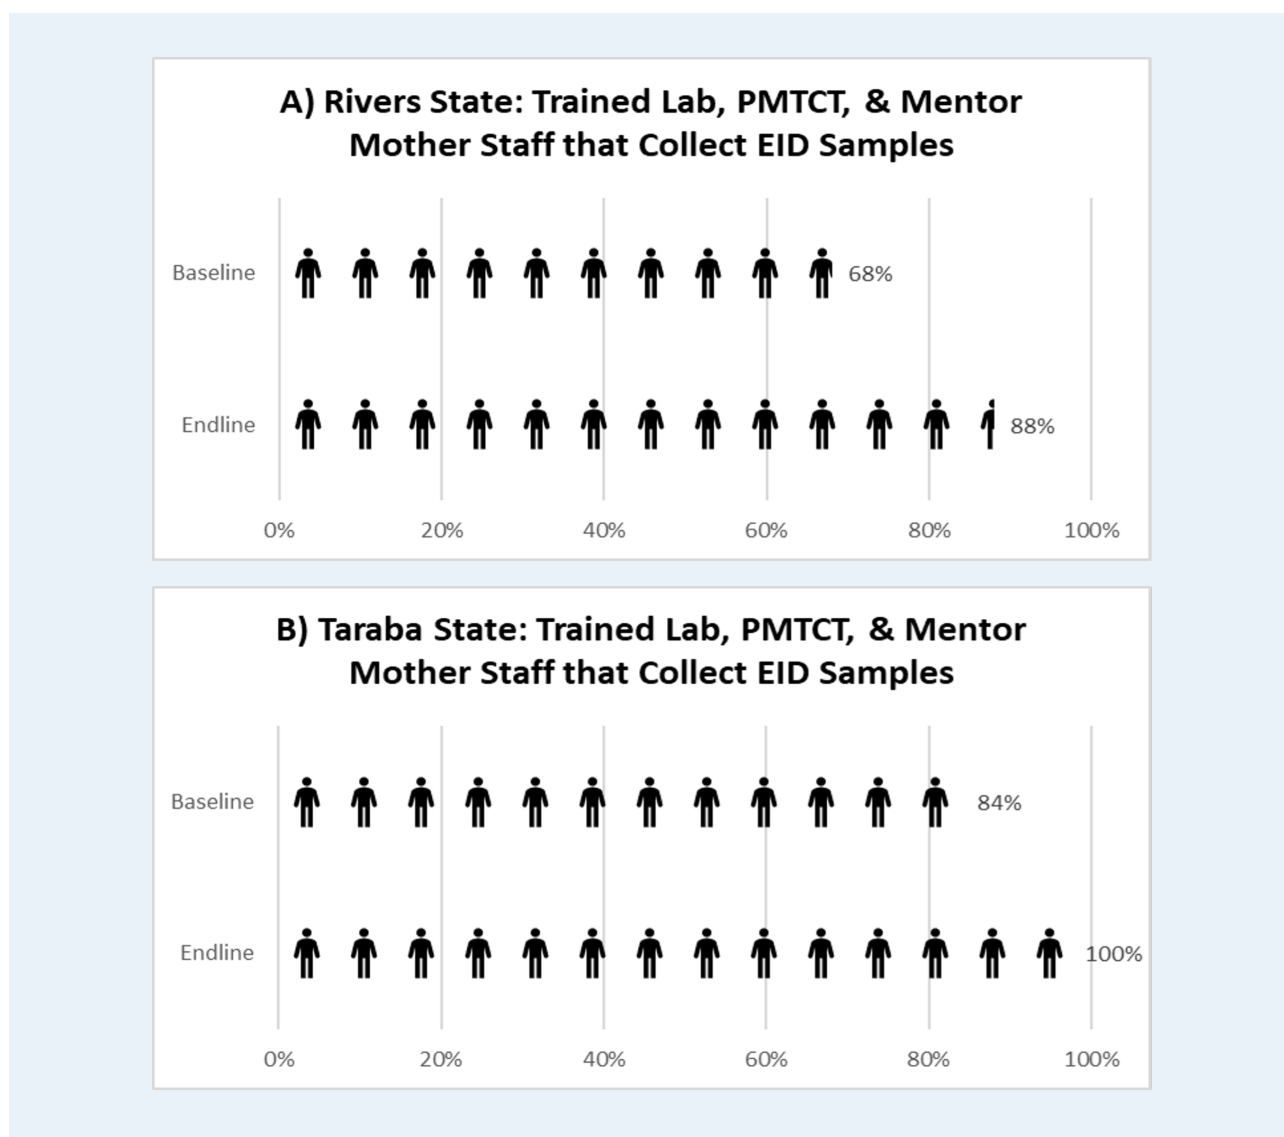 A) Rivers State: Trained Lab, PMTCT, & Mentor
Mother Staff that Collect EID Samples
Baseline 68%
Endline 88%
0% 20% 40% 60% 80% 100%
B) Taraba State: Trained Lab, PMTCT, & Mentor
Mother Staff that Collect EID Samples
Baseline 84%
Endline 100%
0% 20% 40% 60% 80% 100%